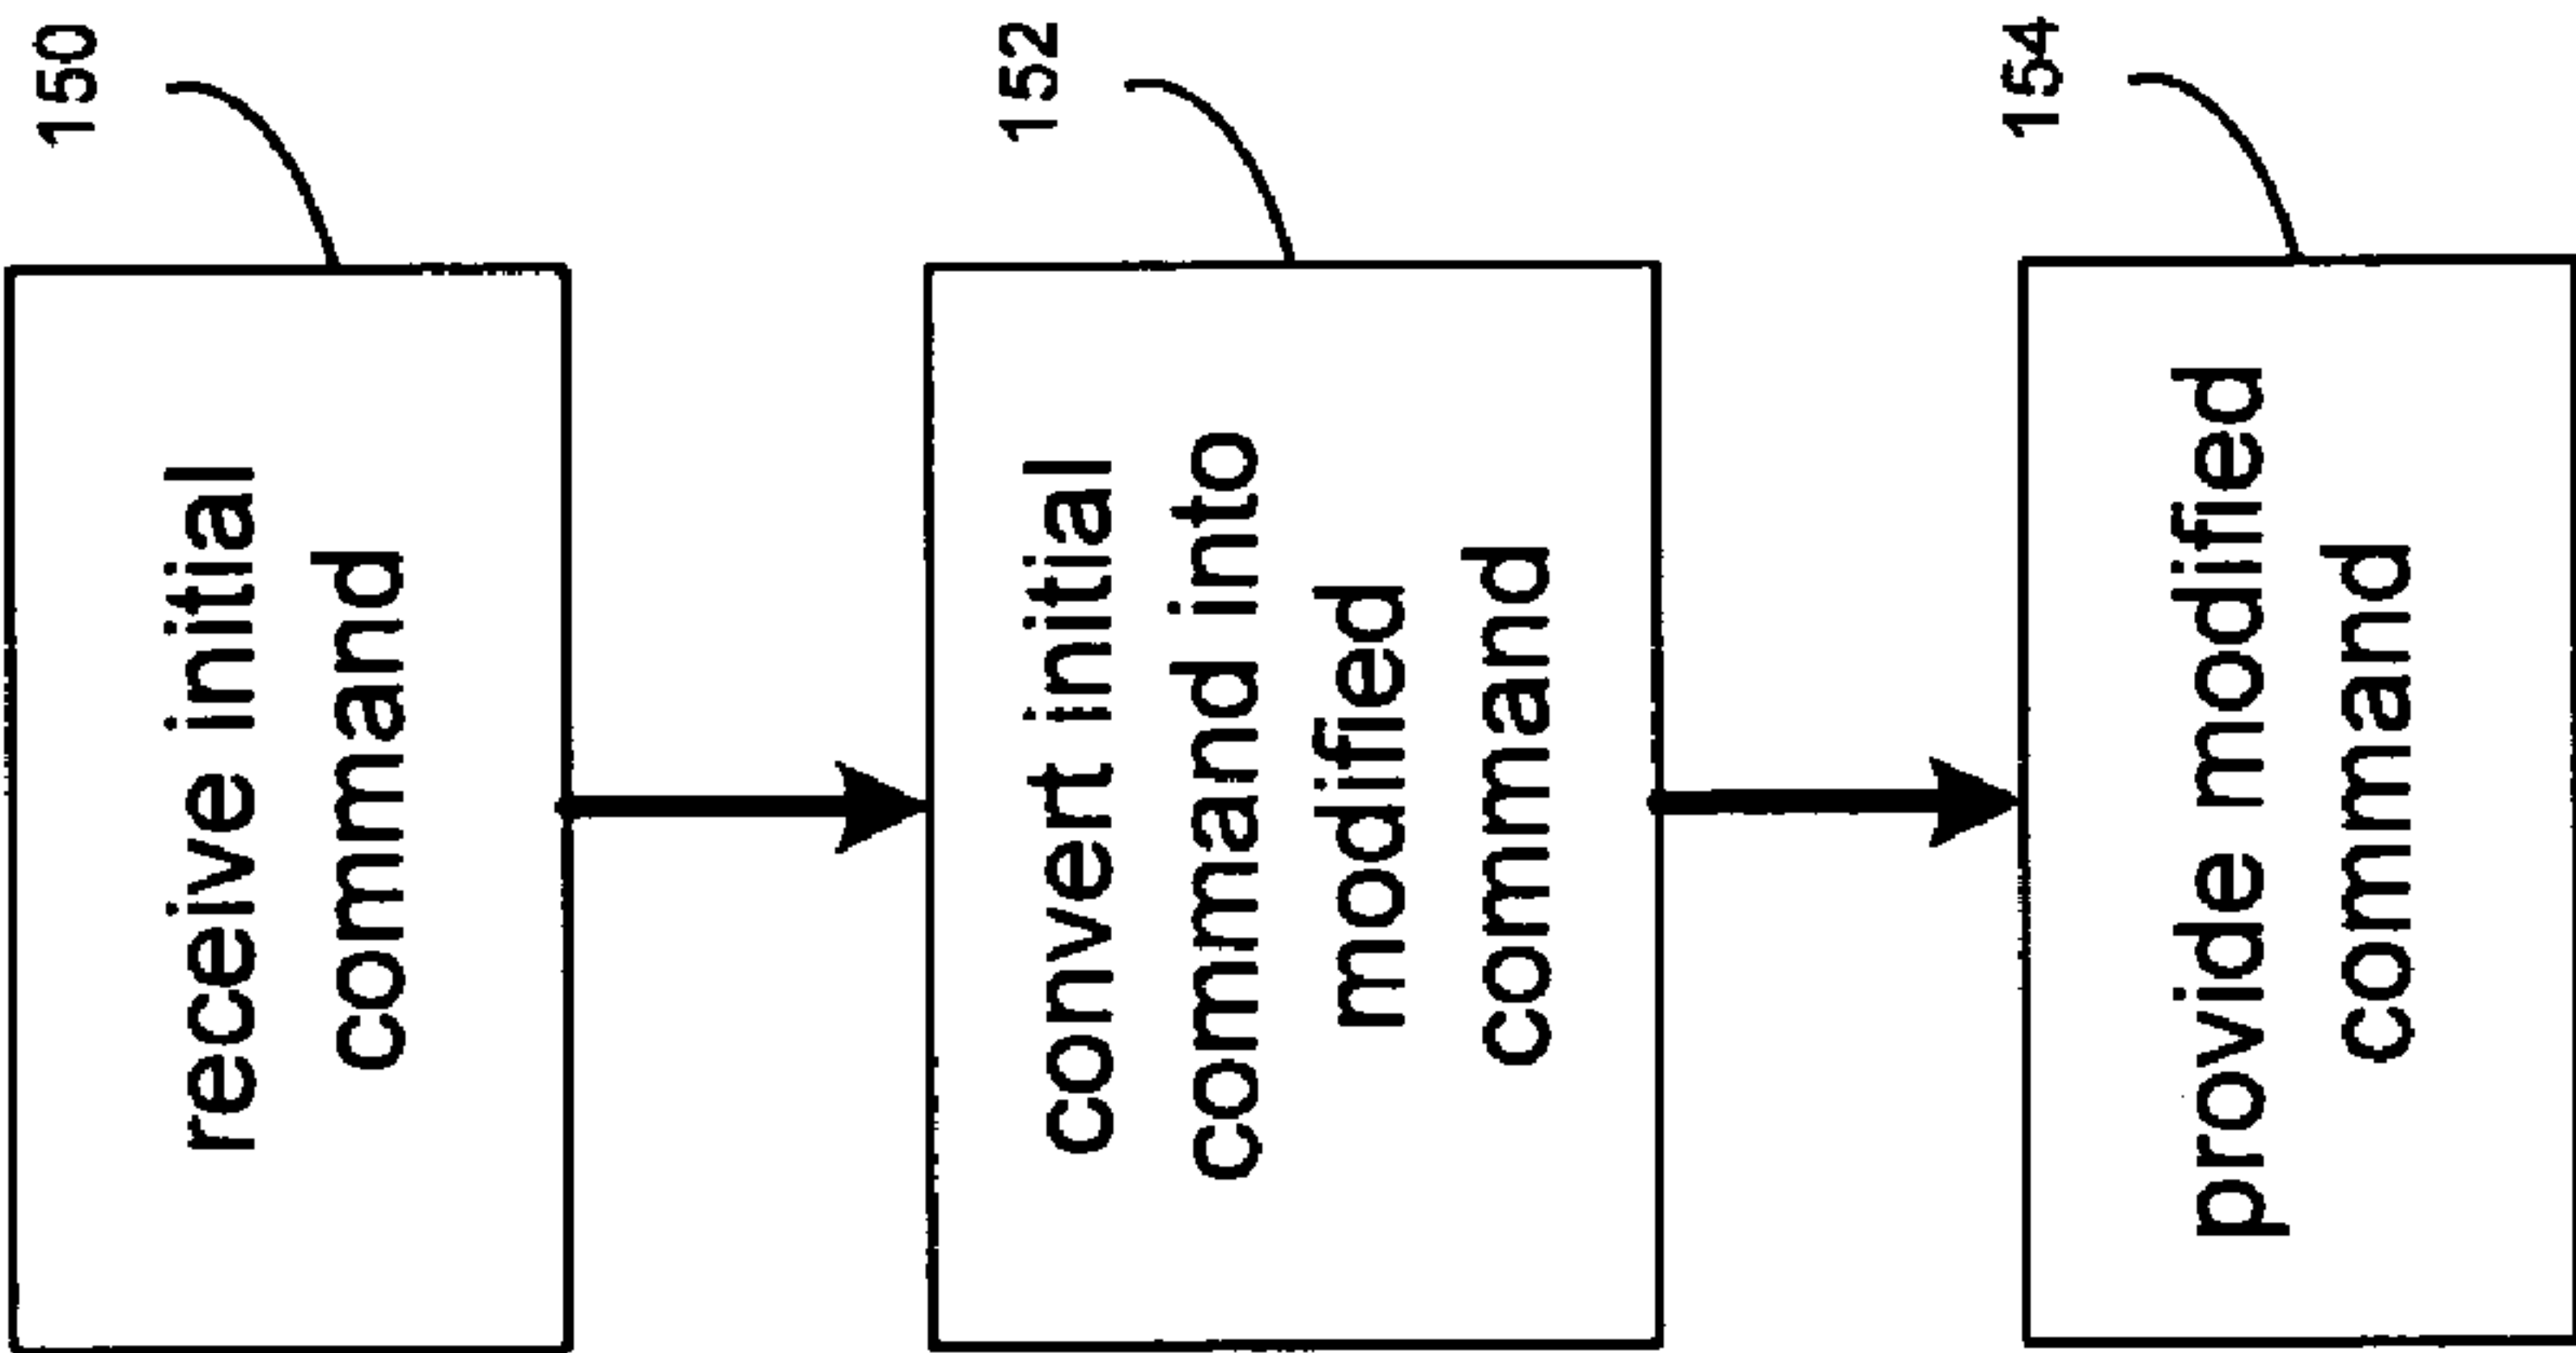 150
receive initial
command
152
convert initial
command into
modified
command
154
provide modified
command